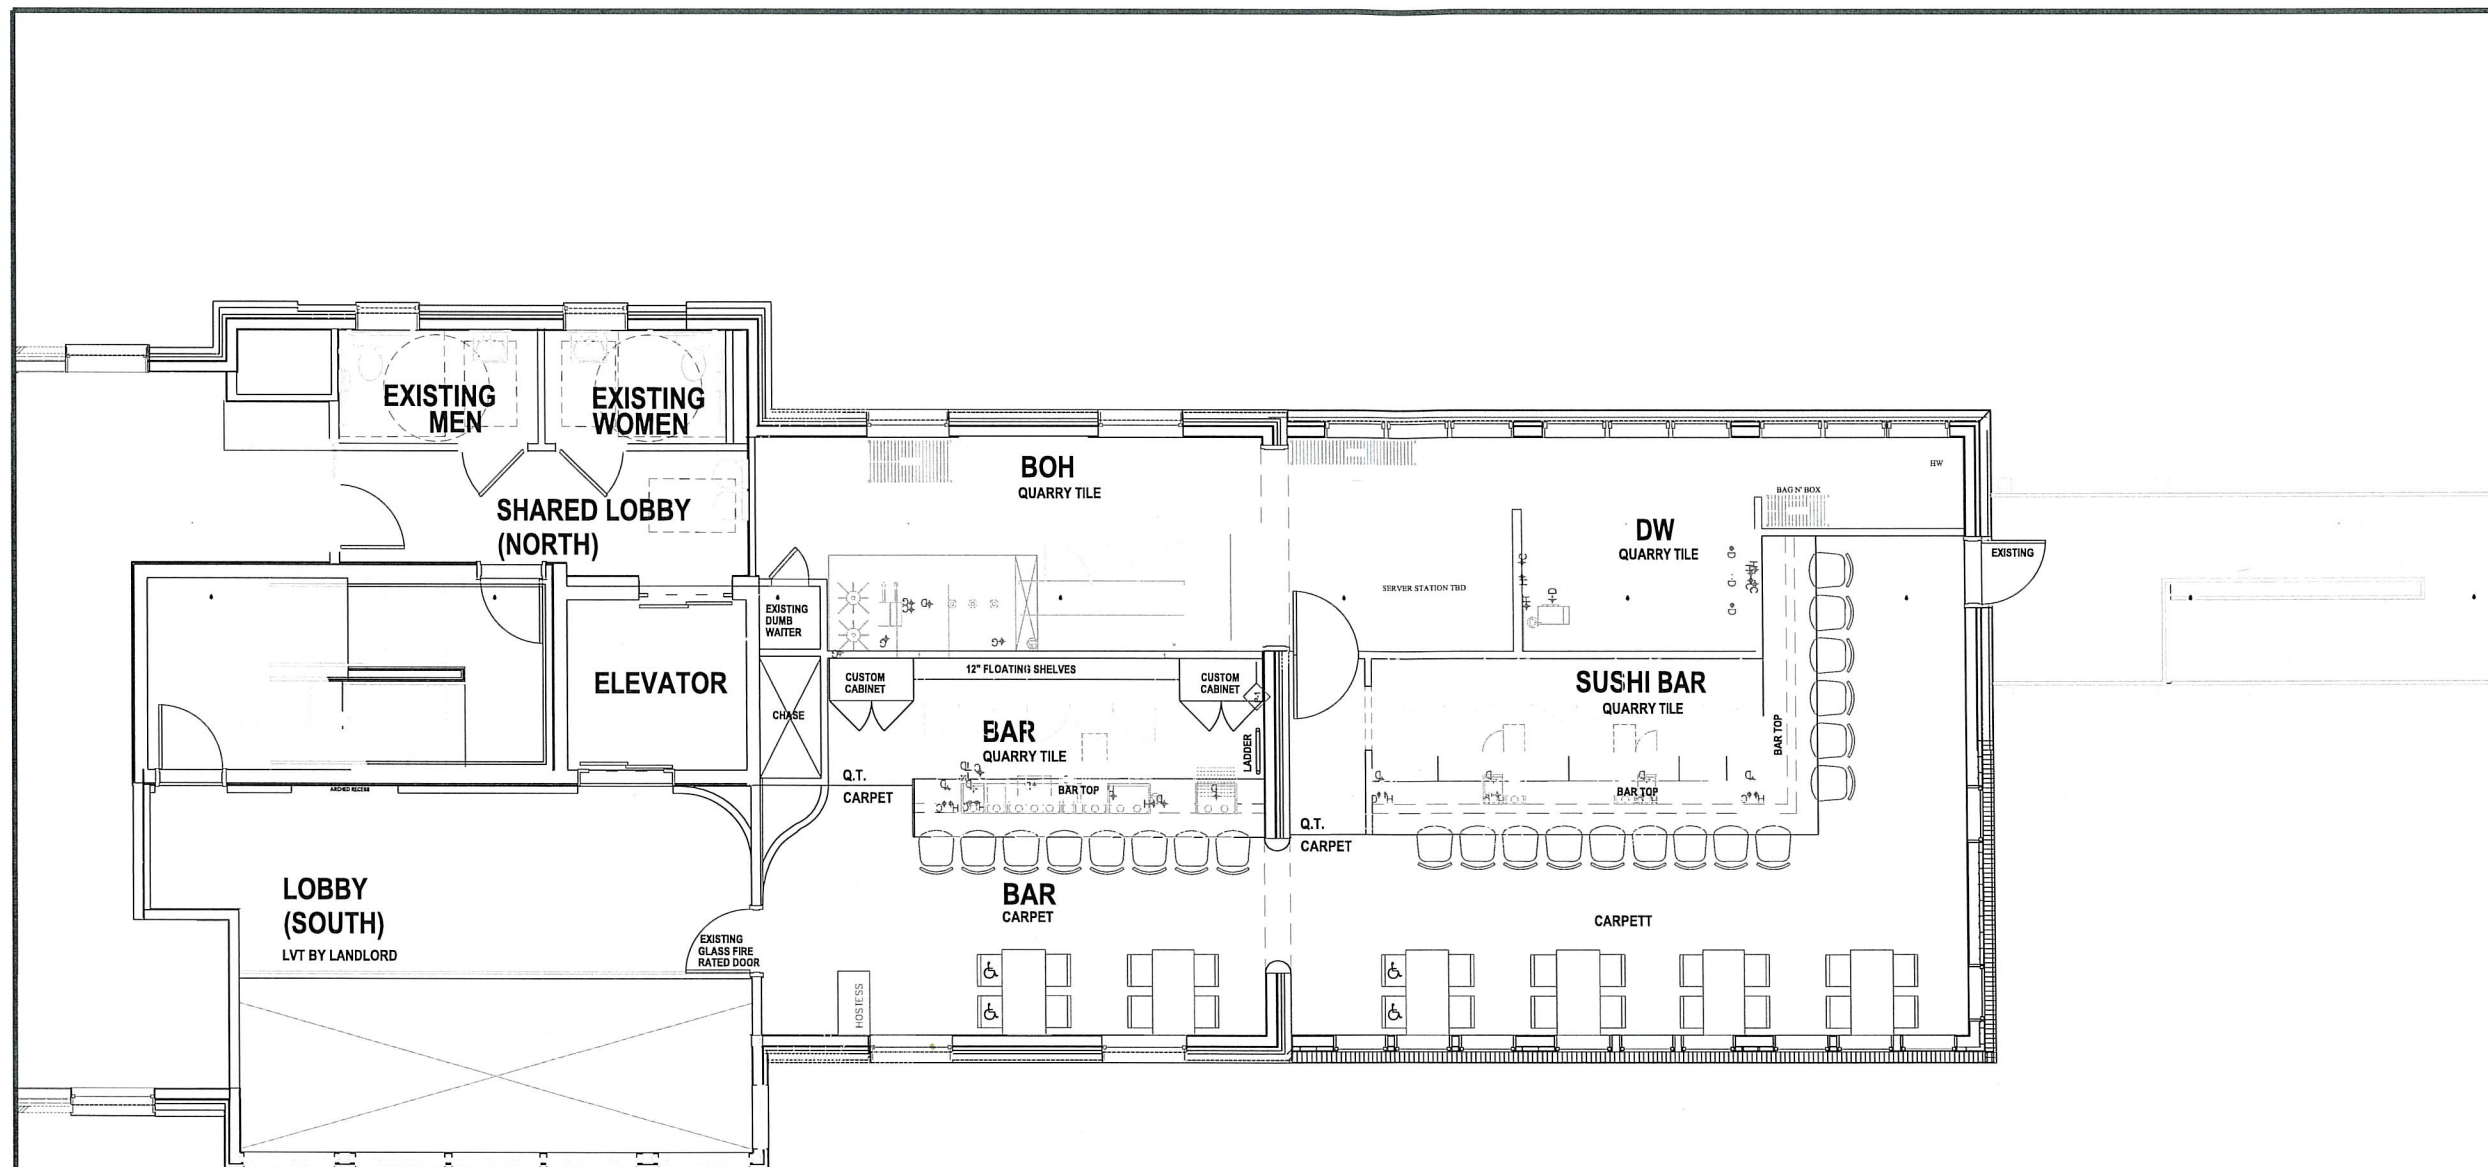 EXISTING
MEN
EXISTING
WOMEN
SHARED LOBBY
(NORTH)
BOH
QUARRY TILE
HW
BAG N' BOX
DW
QUARRY TILE
EXISTING
SERVER STATION TBD
EXISTING
DUMB
WAITER
ELEVATOR
CHASE
CUSTOM
CABINET
12" FLOATING SHELVES
CUSTOM
CABINET
BAR
QUARRY TILE
LADDER
SUSHI BAR
QUARRY TILE
BAR TOP
ARCHED RECESS
Q.T.
CARPET
BAR TOP
BAR TOP
Q.T.
CARPET
LOBBY
(SOUTH)
LVT BY LANDLORD
EXISTING
GLASS FIRE
RATED DOOR
BAR
CARPET
CARPETT
HOSTESS